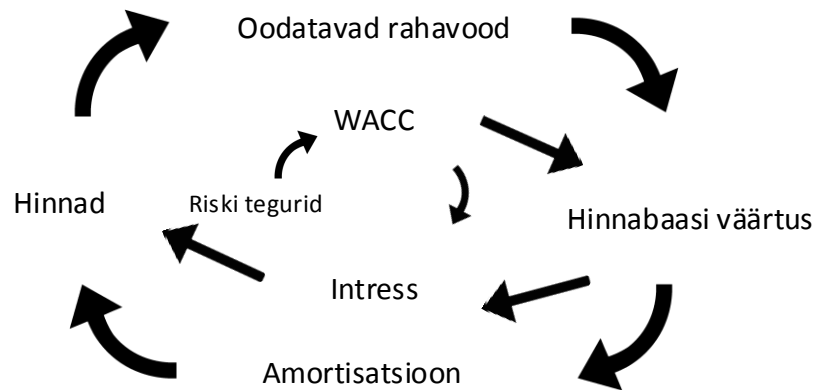 Oodatavad rahavood
WACC
Hinnad
Riski tegurid
Hinnabaasi väärtus
Intress
Amortisatsioon